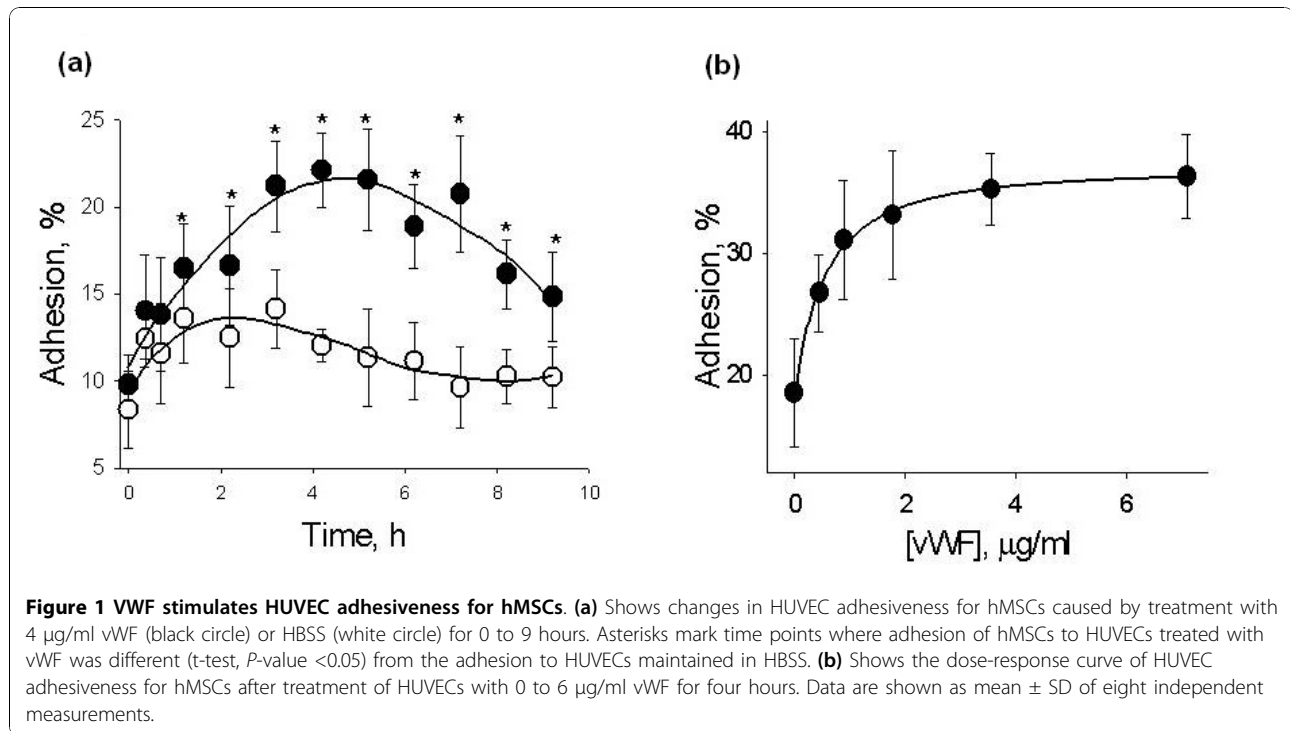 (a)
(b)
25
20
15
10
5
Adhesion, %
* * * * * * * * *
0 2 4 6 8 10
Time, h
40
30
20
Adhesion, %
0 2 4 6
[vWF], μg/ml
Figure 1 VWF stimulates HUVEC adhesiveness for hMSCs. (a) Shows changes in HUVEC adhesiveness for hMSCs caused by treatment with
4 μg/ml vWF (black circle) or HBSS (white circle) for 0 to 9 hours. Asterisks mark time points where adhesion of hMSCs to HUVECs treated with
vWF was different (t-test, P-value <0.05) from the adhesion to HUVECs maintained in HBSS. (b) Shows the dose-response curve of HUVEC
adhesiveness for hMSCs after treatment of HUVECs with 0 to 6 μg/ml vWF for four hours. Data are shown as mean ± SD of eight independent
measurements.